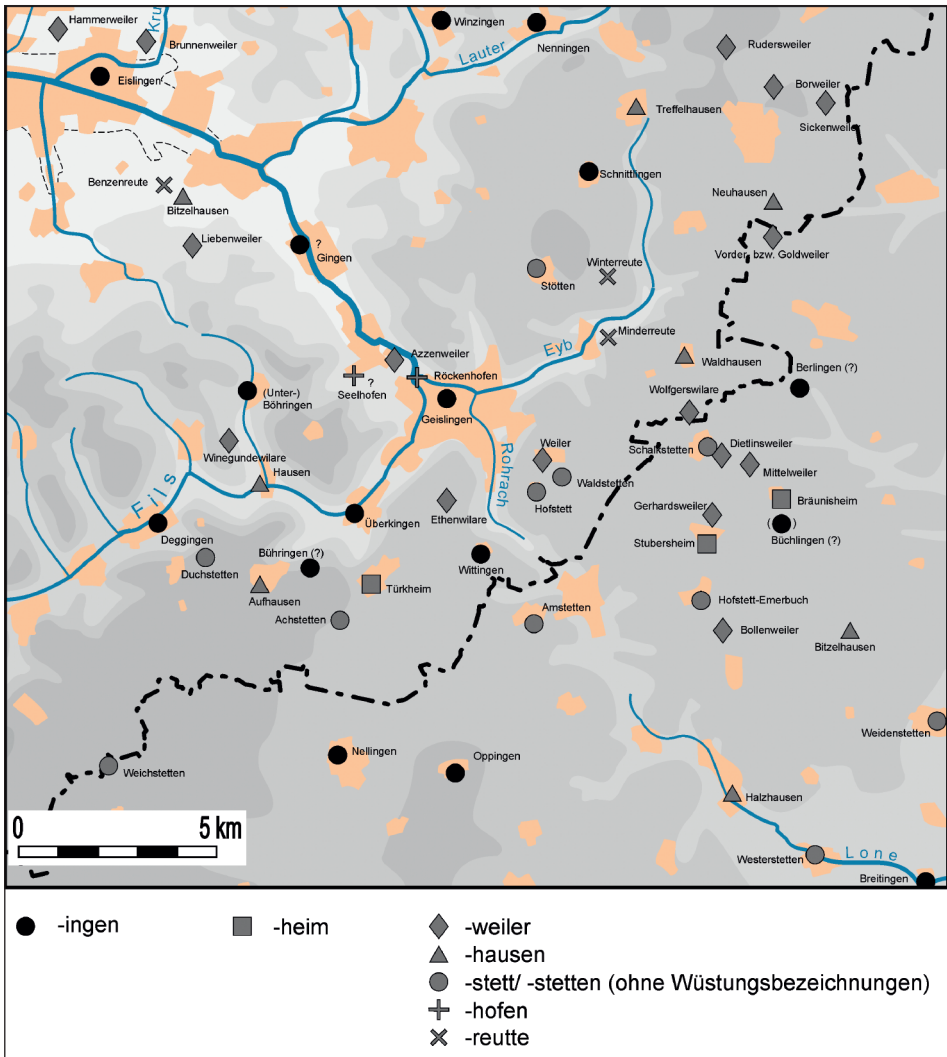 Hammerweiler
Kru
Winzingen
Brunnenweiler
Nenningen
Lauter
Rudersweiler
Eislingen
Borweiler
Treffelhausen
Sickenweiler
Schnittlingen
Benzenreute
Bitzelhausen
Neuhausen
Liebenweiler
?
Gingen
Vorder- bzw. Goldweiler
Winterreute
Stötten
Minderreute
Eyb
Azzenweiler
Waldhausen
Röckenhofen
?
Seelhofen
Berlingen (?)
(Unter-)
Böhringen
Geislingen
Wolfgerswilare
Winegundewilare
Rohrach
Weiler
Schalkstetten
Dietlinsweiler
Mittelweiler
Hausen
Waldstetten
Fils
Hofstett
Bräunisheim
Ethenwilare
Gerhardsweiler
Überkingen
( )
Büchlingen (?)
Deggingen
Stubersheim
Bühringen (?)
Duchstetten
Wittingen
Türkheim
Aufhausen
Hofstett-Emerbuch
Amstetten
Achstetten
Bollenweiler
Bitzelhausen
Weidenstetten
Nellingen
Oppingen
Weichstetten
Halzhausen
0 5 km
Westerstetten
Lone
Breitingen
-ingen
-heim
-weiler
-hausen
-stett/ -stetten (ohne Wüstungsbezeichnungen)
-hofen
-reutte